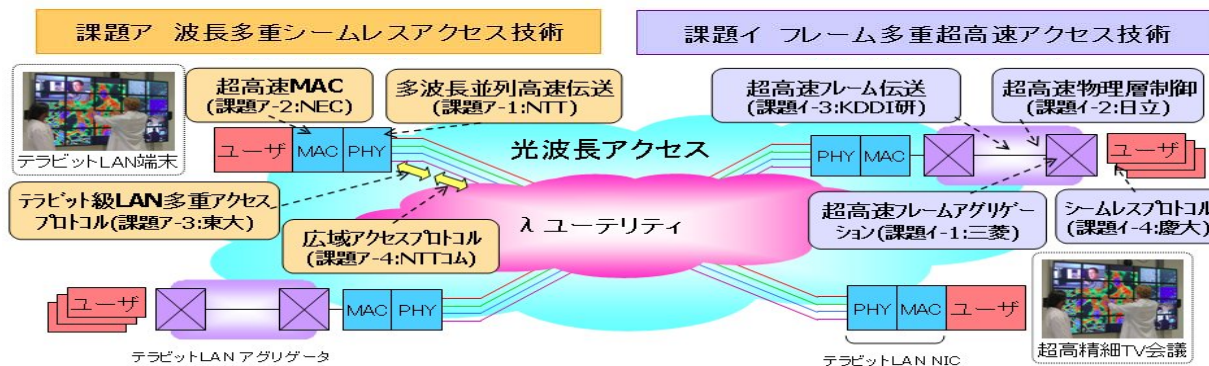 課題ア 波長多重シームレスアクセス技術
課題イ フレーム多重超高速アクセス技術
超高速MAC
(課題ア-2:NEC)
多波長並列高速伝送
(課題ア-1:NTT)
超高速フレーム伝送
(課題イ-3:KDDI研)
超高速物理層制御
(課題イ-2:日立)
テラビットLAN端末
ユーザ
MAC
PHY
光波長アクセス
PHY
MAC
ユーザ
テラビット級LAN多重アクセス
プロトコル(課題ア-3:東大)
広域アクセスプロトコル
(課題ア-4:NTTコム)
λユーテリティ
超高速フレームアグリゲー
ション(課題イ-1:三菱)
シームレスプロトコル
(課題イ-4:慶大)
ユーザ
MAC
PHY
PHY
MAC
ユーザ
テラビットLAN アグリゲータ
テラビットLAN NIC
超高精細TV会議